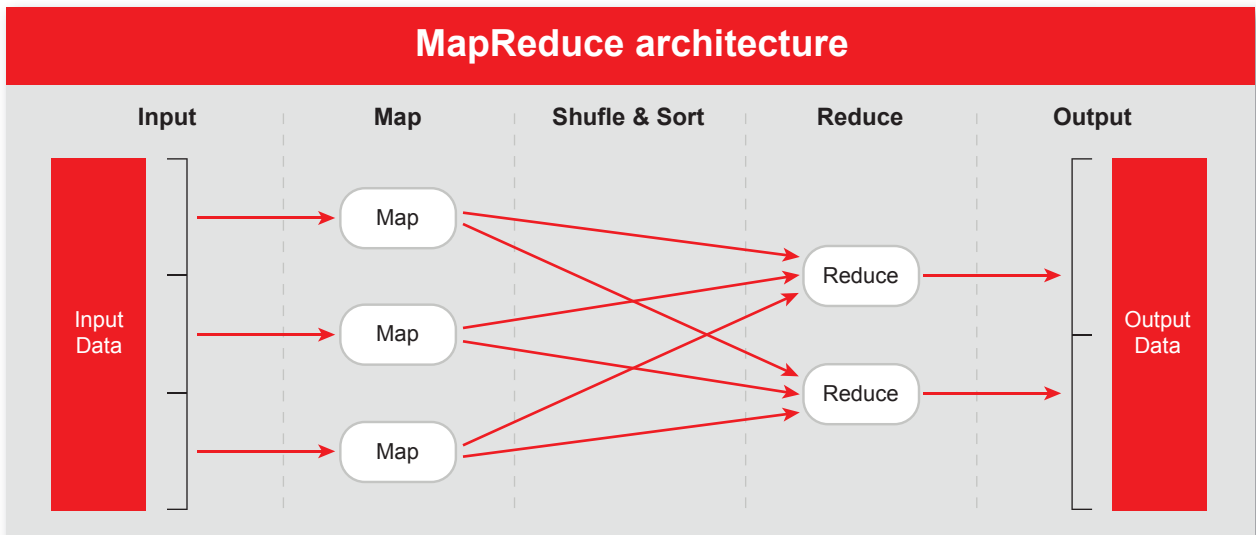 MapReduce architecture
Input
Map
Shufle & Sort
Reduce
Output
Input
Data
Map
Map
Map
Reduce
Reduce
Output
Data